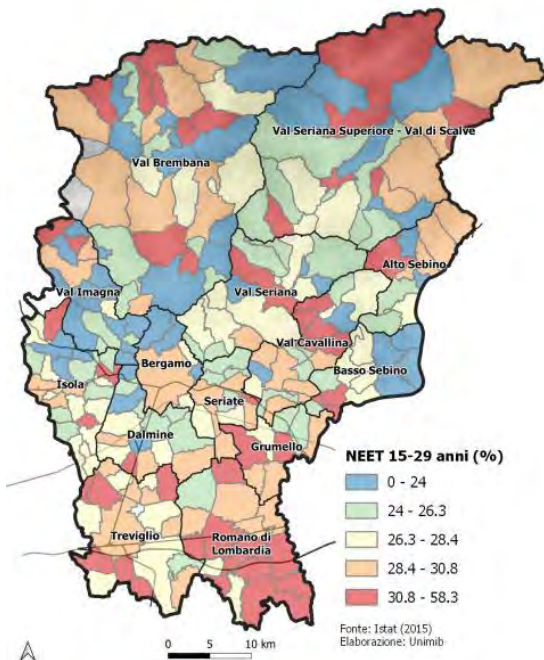 Val Seriana Superiore - Val di Scalve
Val Brembana
Alto Sebino
Val Imagna
Val Seriana
Val Cavallina
Bergamo
Basso Sebino
Isola
Seriate
Dalmine
Grumello
Treviglio
Romano di
Lombardia
NEET 15-29 anni (%)
0 - 24
24 - 26.3
26.3 - 28.4
28.4 - 30.8
30.8 - 58.3
Fonte: Istat (2015)
Elaborazione: Unimib
0 5 10 km